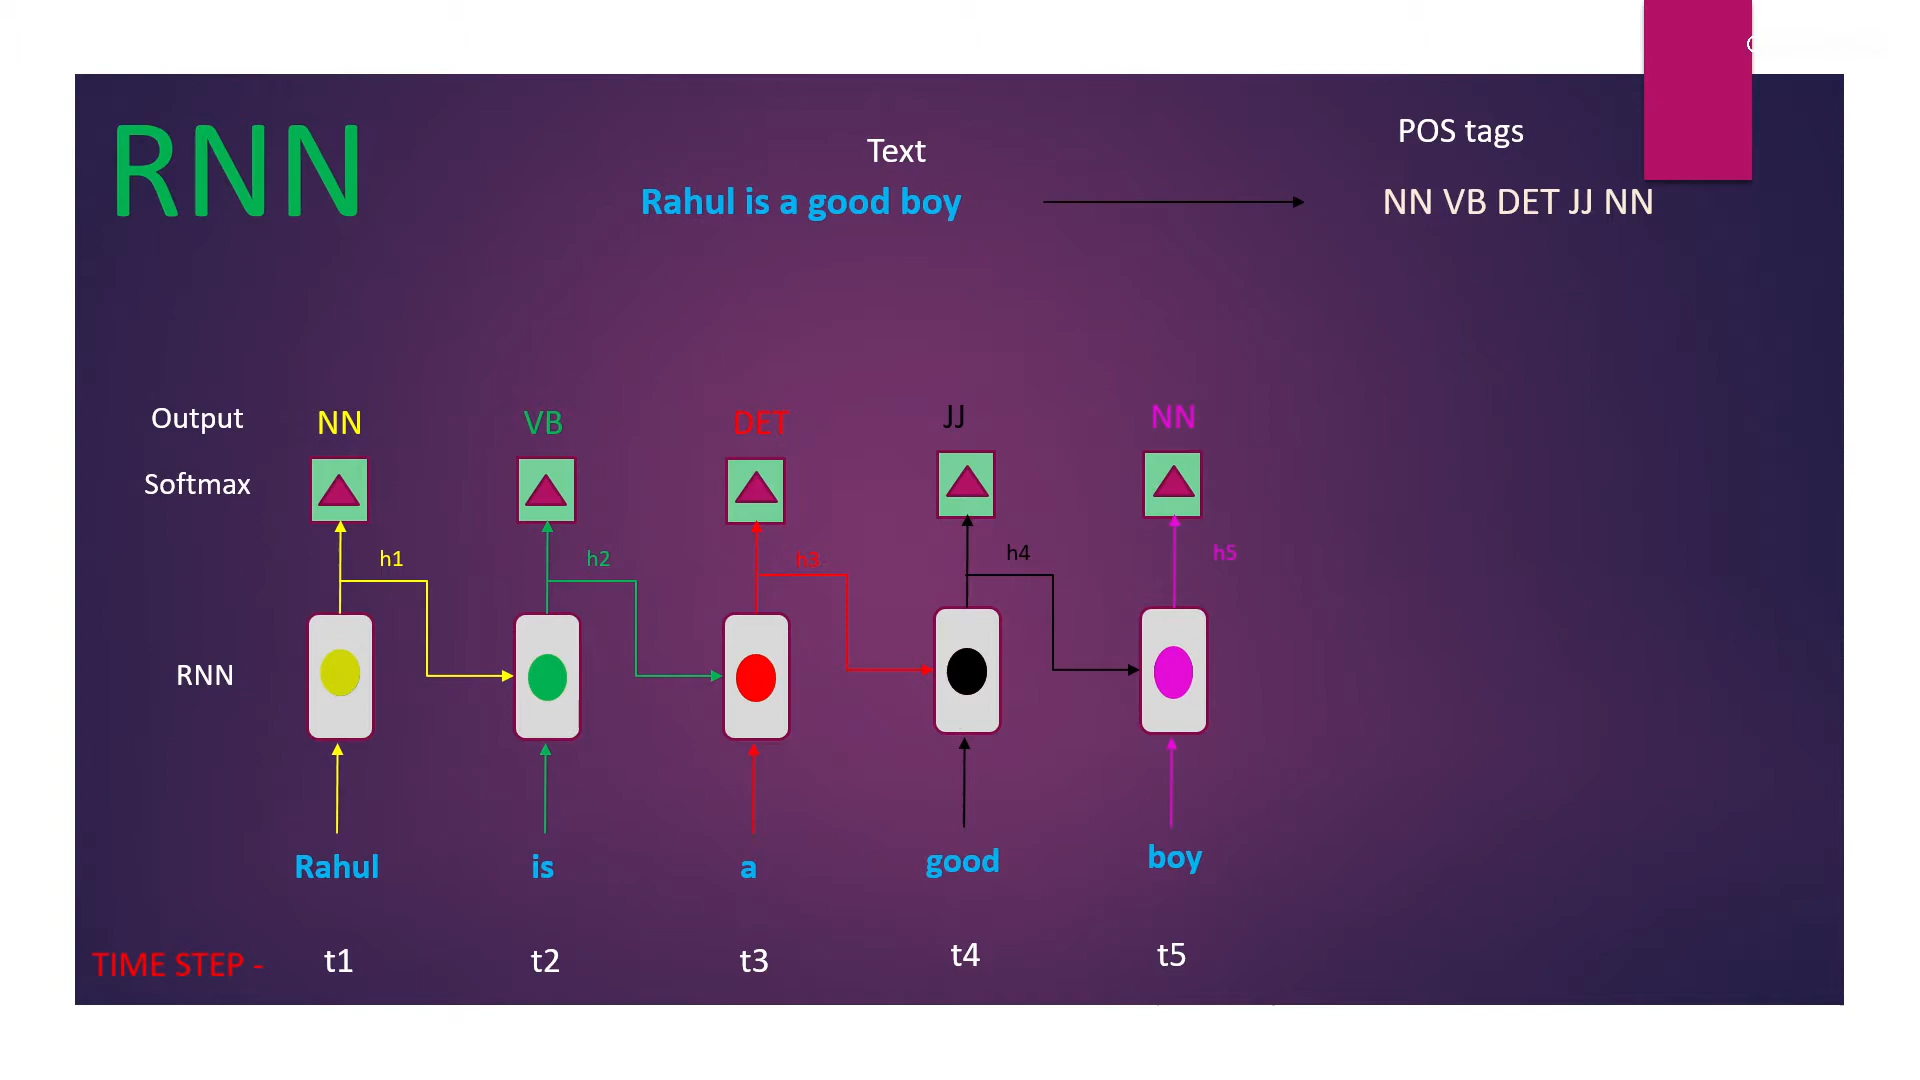 RNN
Text
POS tags
Rahul is a good boy
NN VB DET JJ NN
Output NN VB DET JJ NN
Softmax
h1 h2 h3 h4 h5
RNN
Rahul is a good boy
TIME STEP - t1 t2 t3 t4 t5